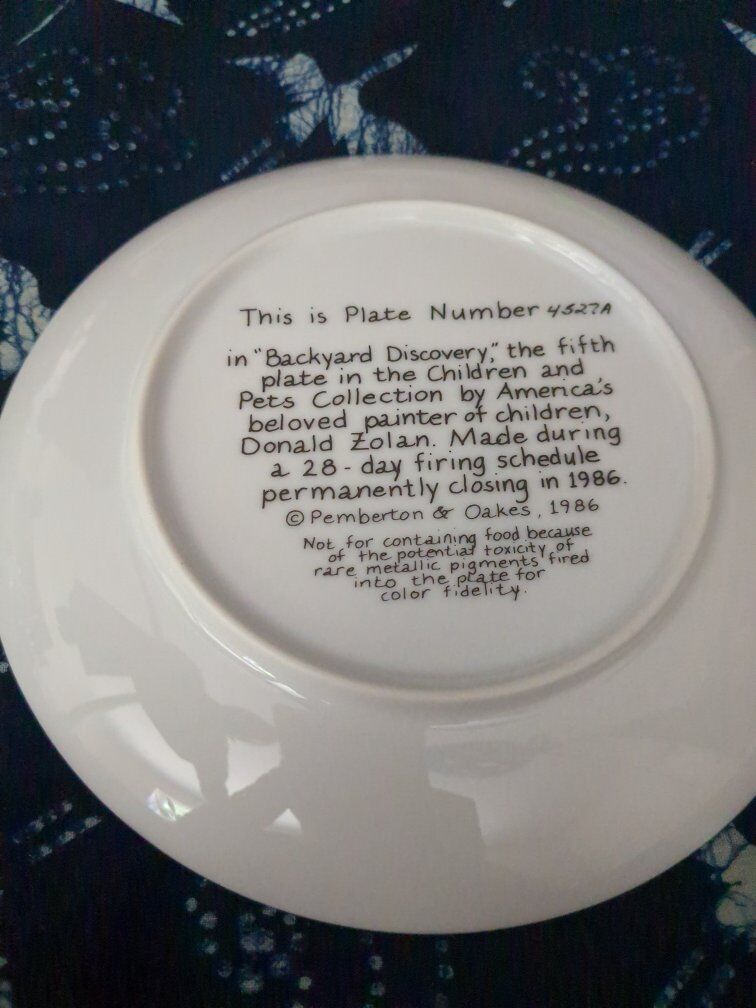 This is Plate Number 4527A
in "Backyard Discovery," the fifth
plate in the Children and
Pets Collection by America's
beloved painter of children,
Donald Zolan. Made during
a 28-day firing schedule
permanently closing in 1986.
© Pemberton & Oakes, 1986
Not for containing food because
of the potential toxicity of
rare metallic pigments fired
into the plate for
color fidelity.